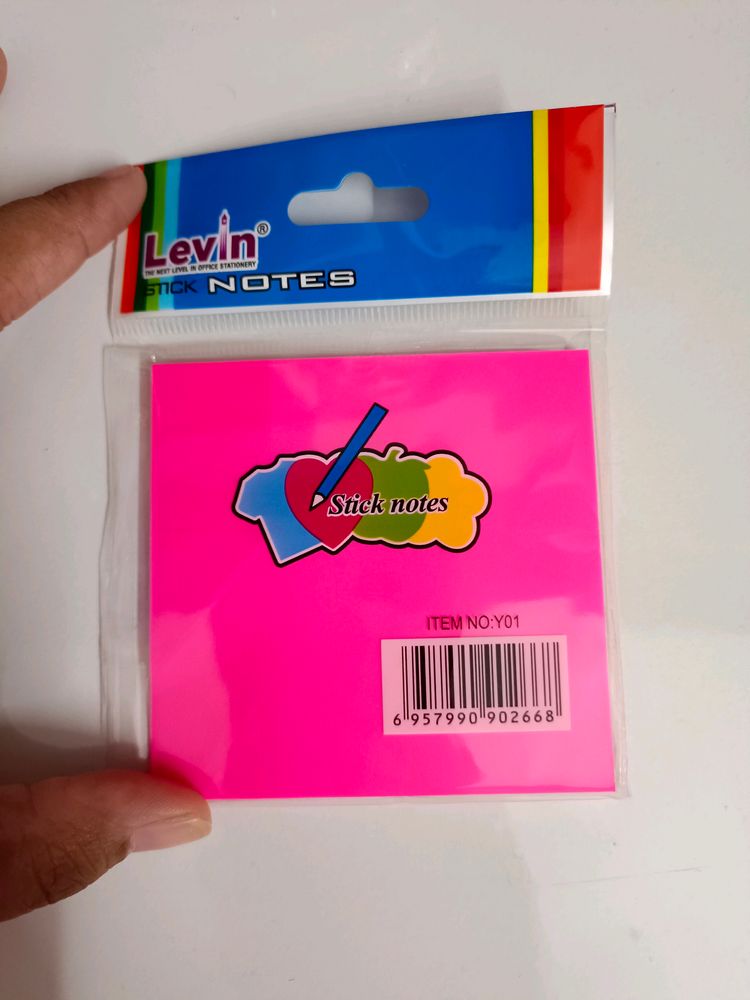 Levin®
THE NEXT LEVEL IN OFFICE STATIONERY
STICK NOTES
Stick notes
ITEM NO:Y01
6 957990 902668